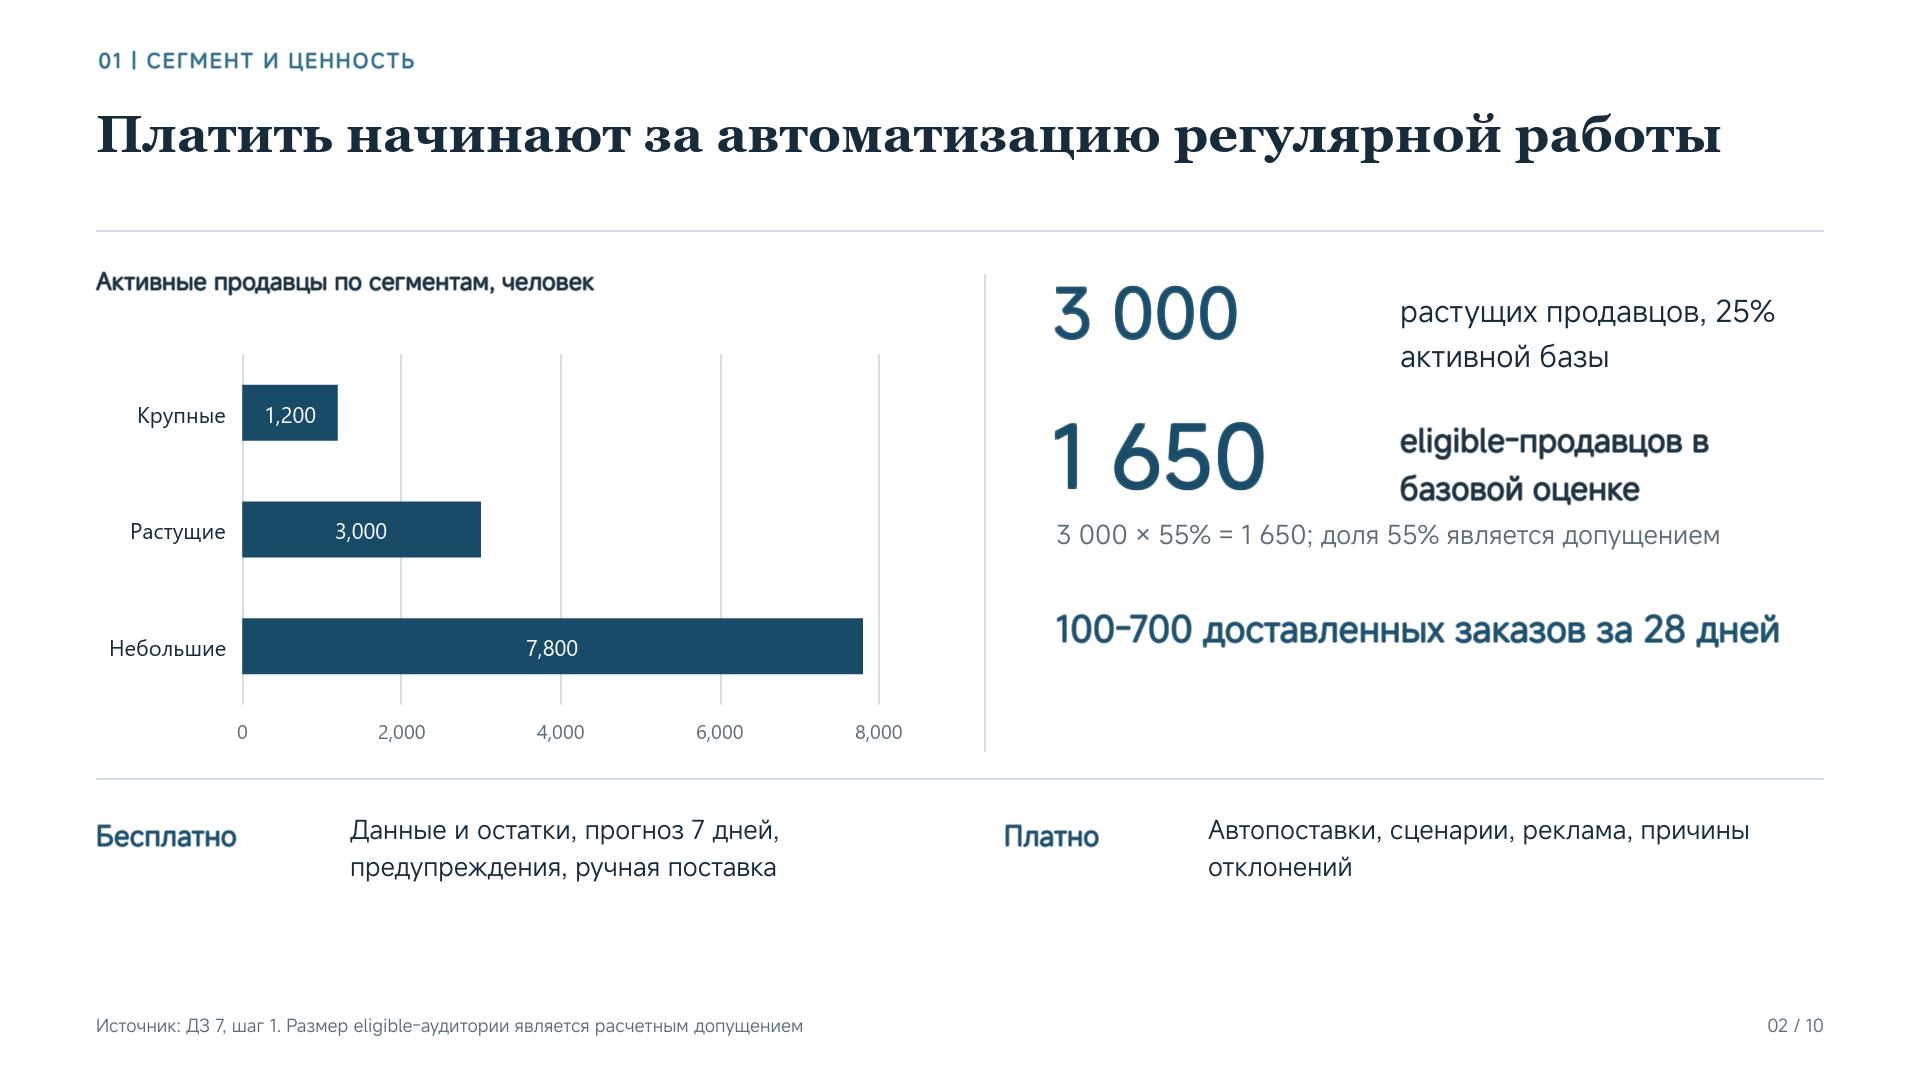 01 | СЕГМЕНТ И ЦЕННОСТЬ
Платить начинают за автоматизацию регулярной работы
Активные продавцы по сегментам, человек
Крупные
1,200
Растущие
3,000
Небольшие
7,800
0
2,000
4,000
6,000
8,000
3 000
растущих продавцов, 25%
активной базы
1 650
eligible-продавцов в
базовой оценке
3 000 × 55% = 1 650; доля 55% является допущением
100-700 доставленных заказов за 28 дней
Бесплатно
Данные и остатки, прогноз 7 дней,
предупреждения, ручная поставка
Платно
Автопоставки, сценарии, реклама, причины
отклонений
Источник: ДЗ 7, шаг 1. Размер eligible-аудитории является расчетным допущением
02 / 10